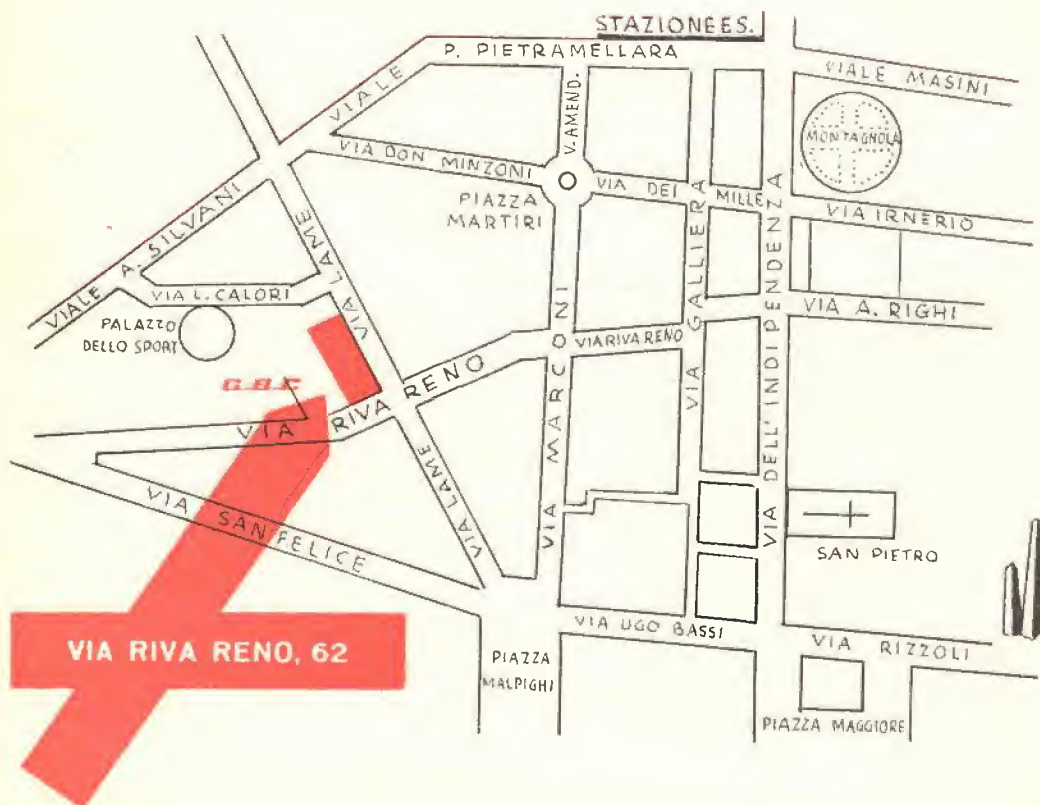 STAZIONE ES.
P. PIETRAMELLARA
VIALE
VIALE MASINI
V. AMEND.
MONTAGNOLA
VIA DON MINZONI
VIA DEI MILLE
PIAZZA
MARTIRI
VIA IRNERIO
VIALE A. SILVANI
VIA LAME
VIA GALLIERA
VIA DELL'INDIPENDENZA
VIA L. CALORI
VIA A. RIGHI
PALAZZO
DELLO SPORT
VIA RIVA RENO
G.B.C
VIA RIVA RENO
VIA MARCONI
VIA LAME
VIA SAN FELICE
SAN PIETRO
VIA UGO BASSI
VIA RIZZOLI
VIA RIVA RENO, 62
PIAZZA
MALPIGHI
PIAZZA MAGGIORE